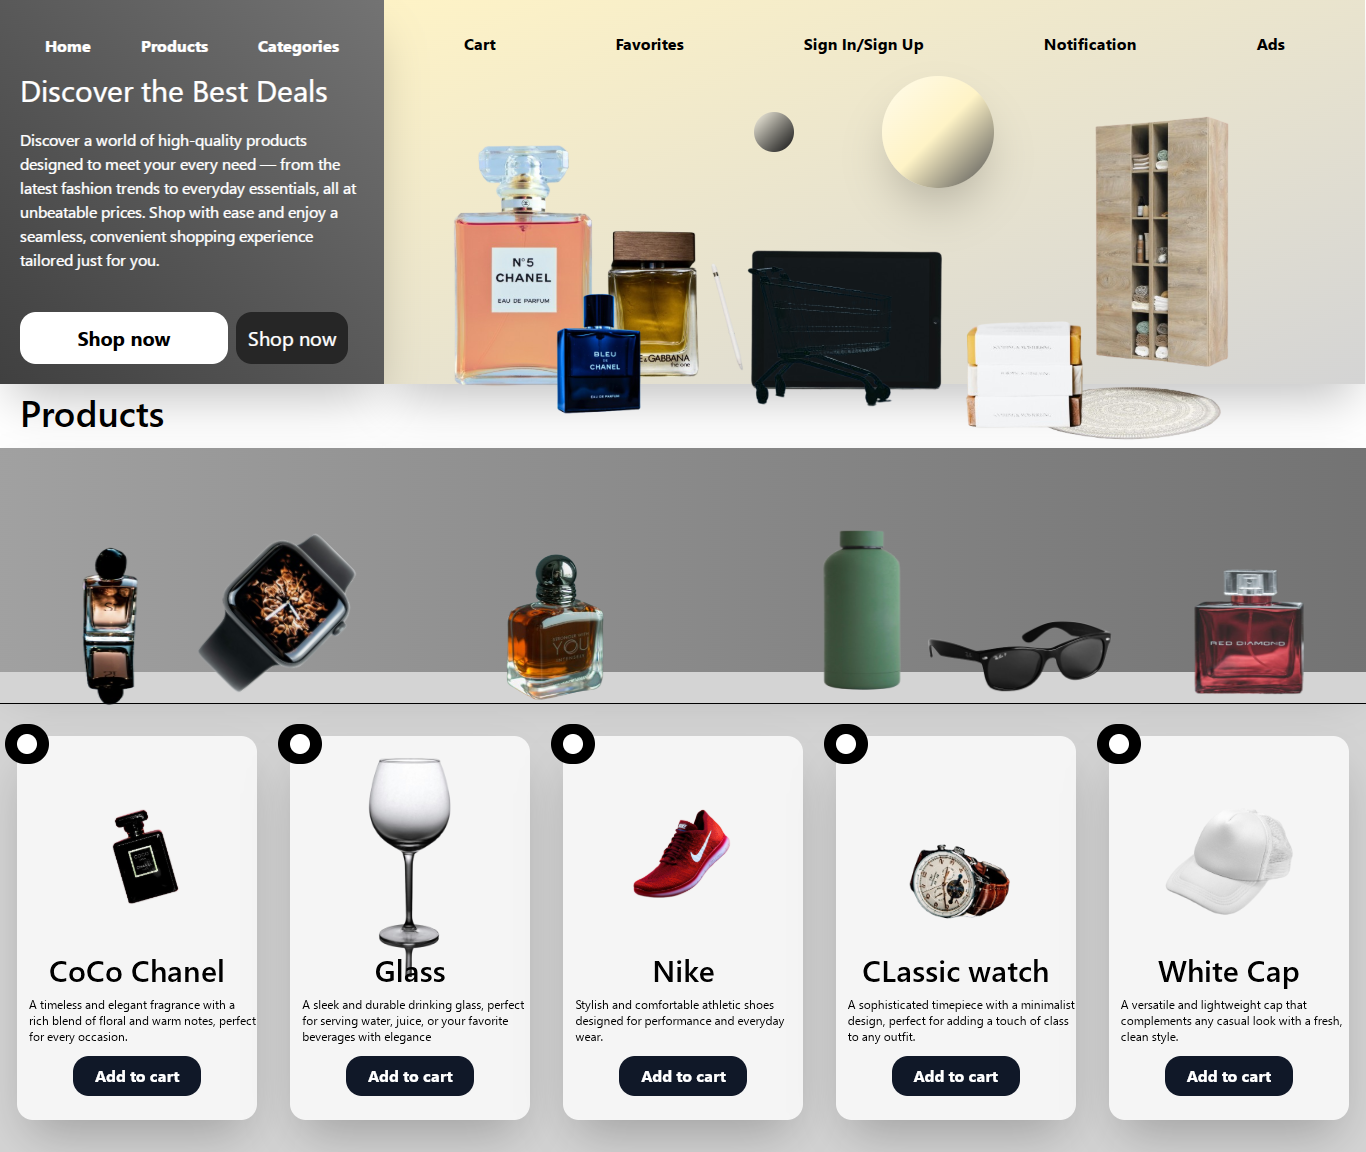 Home Products Categories
Cart Favorites Sign In/Sign Up Notification Ads
Discover the Best Deals
Discover a world of high-quality products
designed to meet your every need — from the
latest fashion trends to everyday essentials, all at
unbeatable prices. Shop with ease and enjoy a
seamless, convenient shopping experience
tailored just for you.
Shop now
Shop now
N°5
CHANEL
EAU DE PARFUM
BLEU
DE
CHANEL
EAU DE PARFUM
&GABBANA
the one
Products
SI
STRONGER WITH
YOU
INTENSELY
RED DIAMOND
CoCo Chanel
A timeless and elegant fragrance with a
rich blend of floral and warm notes, perfect
for every occasion.
Add to cart
Glass
A sleek and durable drinking glass, perfect
for serving water, juice, or your favorite
beverages with elegance
Add to cart
Nike
Stylish and comfortable athletic shoes
designed for performance and everyday
wear.
Add to cart
CLassic watch
A sophisticated timepiece with a minimalist
design, perfect for adding a touch of class
to any outfit.
Add to cart
White Cap
A versatile and lightweight cap that
complements any casual look with a fresh,
clean style.
Add to cart